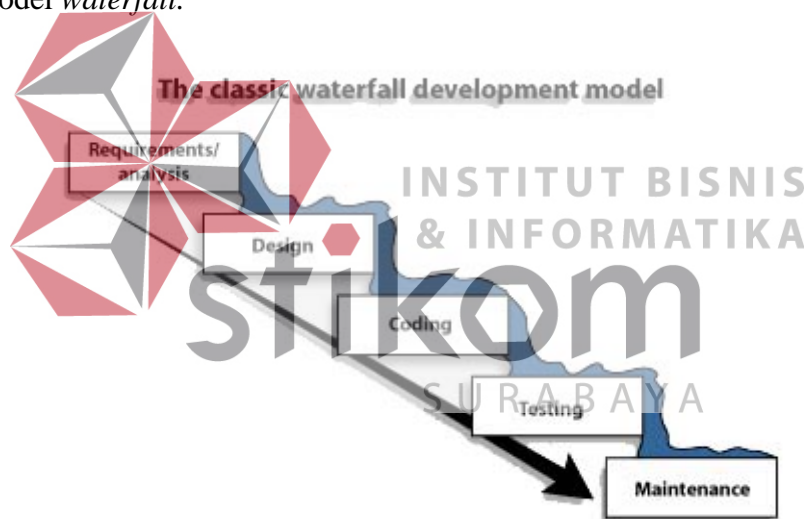 odel waterfall.
The classic waterfall development model
Requirements/
analysis
INSTITUT BISNIS
& INFORMATIKA
Design
stikom
Coding
SURABAYA
Testing
Maintenance